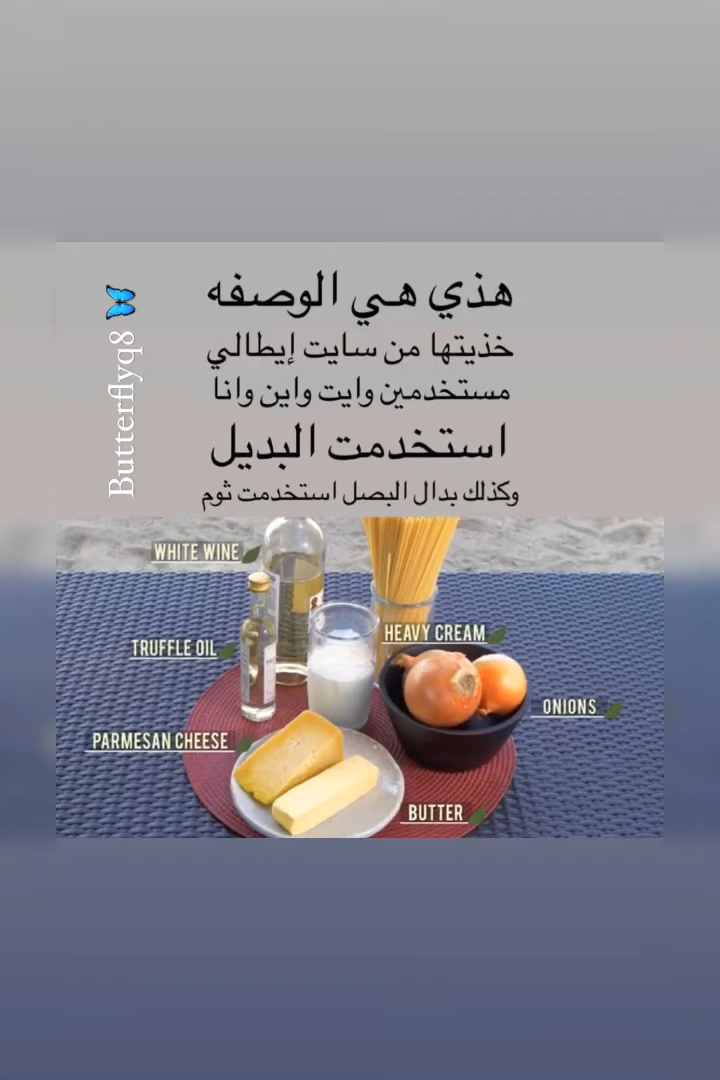 هذي هي الوصفه
خذيتها من سايت إيطالي
مستخدمين وايت واين وانا
استخدمت البديل
وكذلك بدال البصل استخدمت ثوم
Butterflyq8 🦋
WHITE WINE
HEAVY CREAM
TRUFFLE OIL
ONIONS
PARMESAN CHEESE
BUTTER